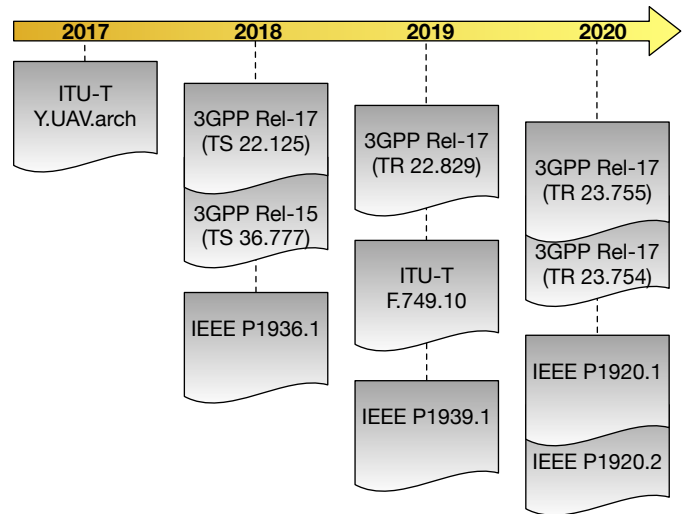 2017
2018
2019
2020
ITU-T
Y.UAV.arch
3GPP Rel-17
(TS 22.125)
3GPP Rel-15
(TS 36.777)
IEEE P1936.1
3GPP Rel-17
(TR 22.829)
ITU-T
F.749.10
IEEE P1939.1
3GPP Rel-17
(TR 23.755)
3GPP Rel-17
(TR 23.754)
IEEE P1920.1
IEEE P1920.2